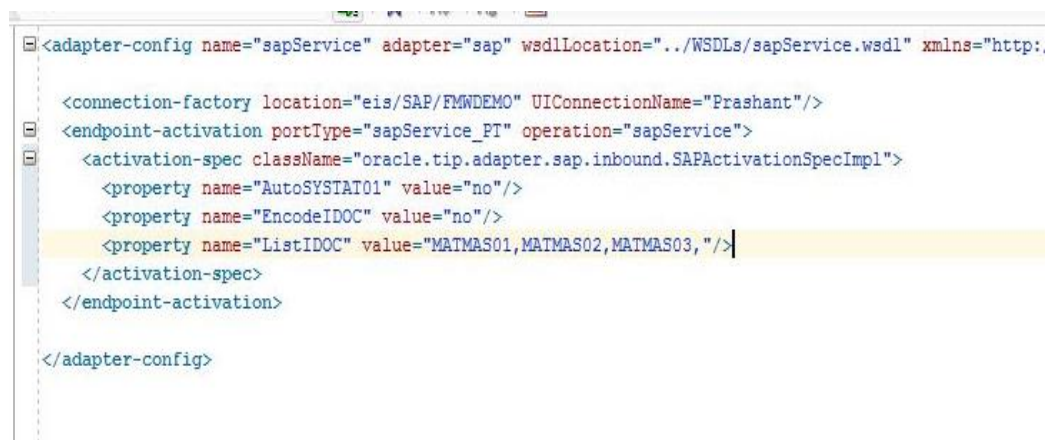 <adapter-config name="sapService" adapter="sap" wsdlLocation="../WSDLs/sapService.wsdl" xmlns="http:
<connection-factory location="eis/SAP/FMWDEMO" UIConnectionName="Prashant"/>
<endpoint-activation portType="sapService_PT" operation="sapService">
<activation-spec className="oracle.tip.adapter.sap.inbound.SAPActivationSpecImpl">
<property name="AutoSYSTAT01" value="no"/>
<property name="EncodeIDOC" value="no"/>
<property name="ListIDOC" value="MATMAS01,MATMAS02,MATMAS03,"/>
</activation-spec>
</endpoint-activation>
</adapter-config>